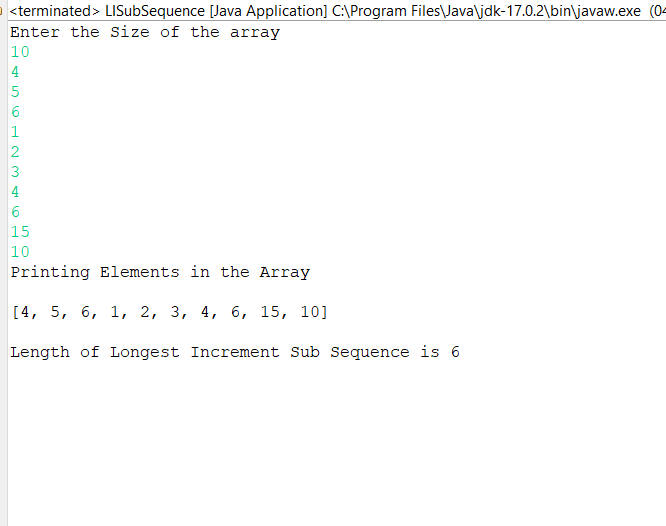 <terminated> LISubSequence [Java Application] C:\Program Files\Java\jdk-17.0.2\bin\javaw.exe (04
Enter the Size of the array
10
4
5
6
1
2
3
4
6
15
10
Printing Elements in the Array
[4, 5, 6, 1, 2, 3, 4, 6, 15, 10]
Length of Longest Increment Sub Sequence is 6